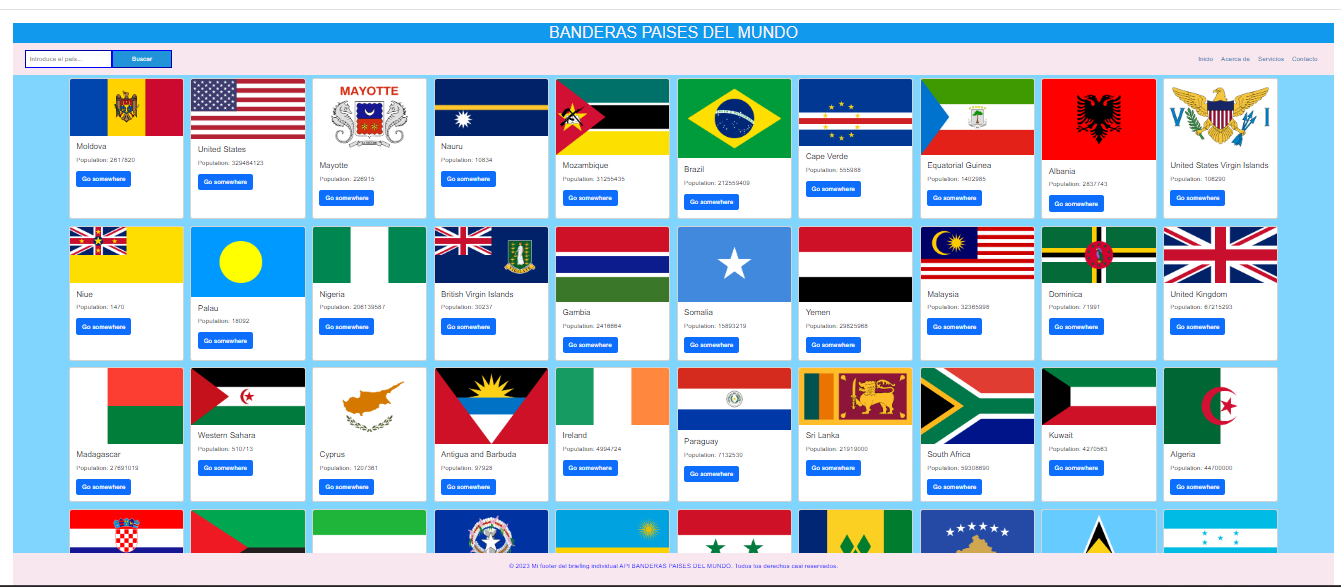 BANDERAS PAISES DEL MUNDO
Introduce el país...
Buscar
Inicio Acerca de Servicios Contacto
MAYOTTE
V I
Moldova
Population: 2617820
Go somewhere
United States
Population: 329484123
Go somewhere
Mayotte
Population: 226915
Go somewhere
Nauru
Population: 10834
Go somewhere
Mozambique
Population: 31255435
Go somewhere
Brazil
Population: 212559409
Go somewhere
Cape Verde
Population: 555988
Go somewhere
Equatorial Guinea
Population: 1402985
Go somewhere
Albania
Population: 2837743
Go somewhere
United States Virgin Islands
Population: 106290
Go somewhere
Niue
Population: 1470
Go somewhere
Palau
Population: 18092
Go somewhere
Nigeria
Population: 206139587
Go somewhere
British Virgin Islands
Population: 30237
Go somewhere
Gambia
Population: 2416664
Go somewhere
Somalia
Population: 15893219
Go somewhere
Yemen
Population: 29825968
Go somewhere
Malaysia
Population: 32365998
Go somewhere
Dominica
Population: 71991
Go somewhere
United Kingdom
Population: 67215293
Go somewhere
Madagascar
Population: 27691019
Go somewhere
Western Sahara
Population: 510713
Go somewhere
Cyprus
Population: 1207361
Go somewhere
Antigua and Barbuda
Population: 97928
Go somewhere
Ireland
Population: 4994724
Go somewhere
Paraguay
Population: 7132530
Go somewhere
Sri Lanka
Population: 21919000
Go somewhere
South Africa
Population: 59308690
Go somewhere
Kuwait
Population: 4270563
Go somewhere
Algeria
Population: 44700000
Go somewhere
© 2023 Mi footer del briefing individual API BANDERAS PAISES DEL MUNDO. Todos los derechos casi reservados.